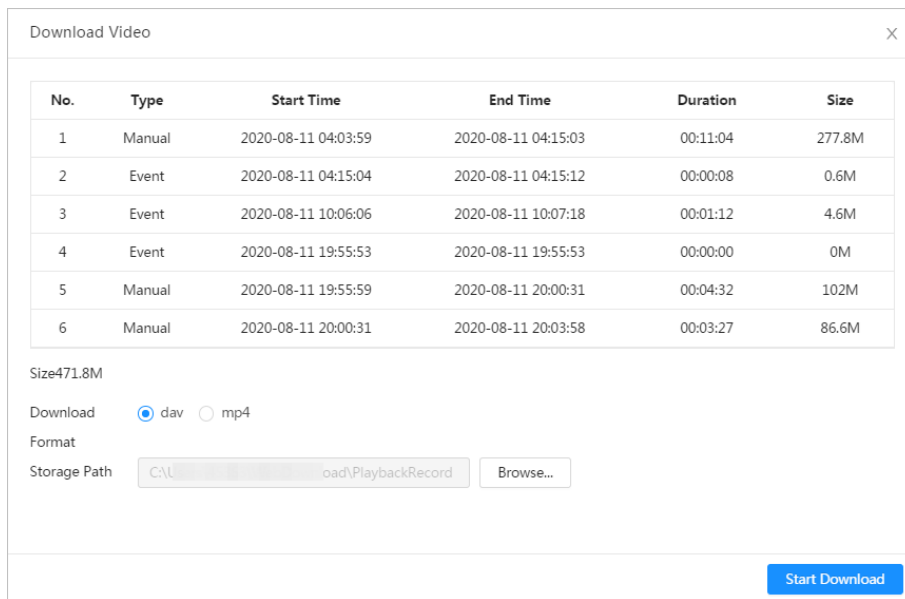 Download Video
No. Type Start Time End Time Duration Size
1 Manual 2020-08-11 04:03:59 2020-08-11 04:15:03 00:11:04 277.8M
2 Event 2020-08-11 04:15:04 2020-08-11 04:15:12 00:00:08 0.6M
3 Event 2020-08-11 10:06:06 2020-08-11 10:07:18 00:01:12 4.6M
4 Event 2020-08-11 19:55:53 2020-08-11 19:55:53 00:00:00 0M
5 Manual 2020-08-11 19:55:59 2020-08-11 20:00:31 00:04:32 102M
6 Manual 2020-08-11 20:00:31 2020-08-11 20:03:58 00:03:27 86.6M
Size471.8M
Download dav mp4
Format
Storage Path oad\PlaybackRecord Browse...
Start Download